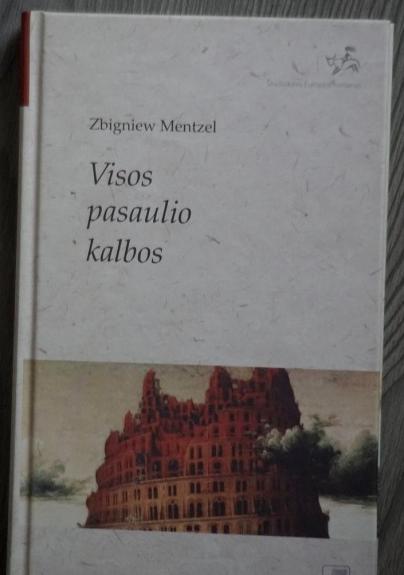 Zbigniew Mentzel
Visos
pasaulio
kalbos